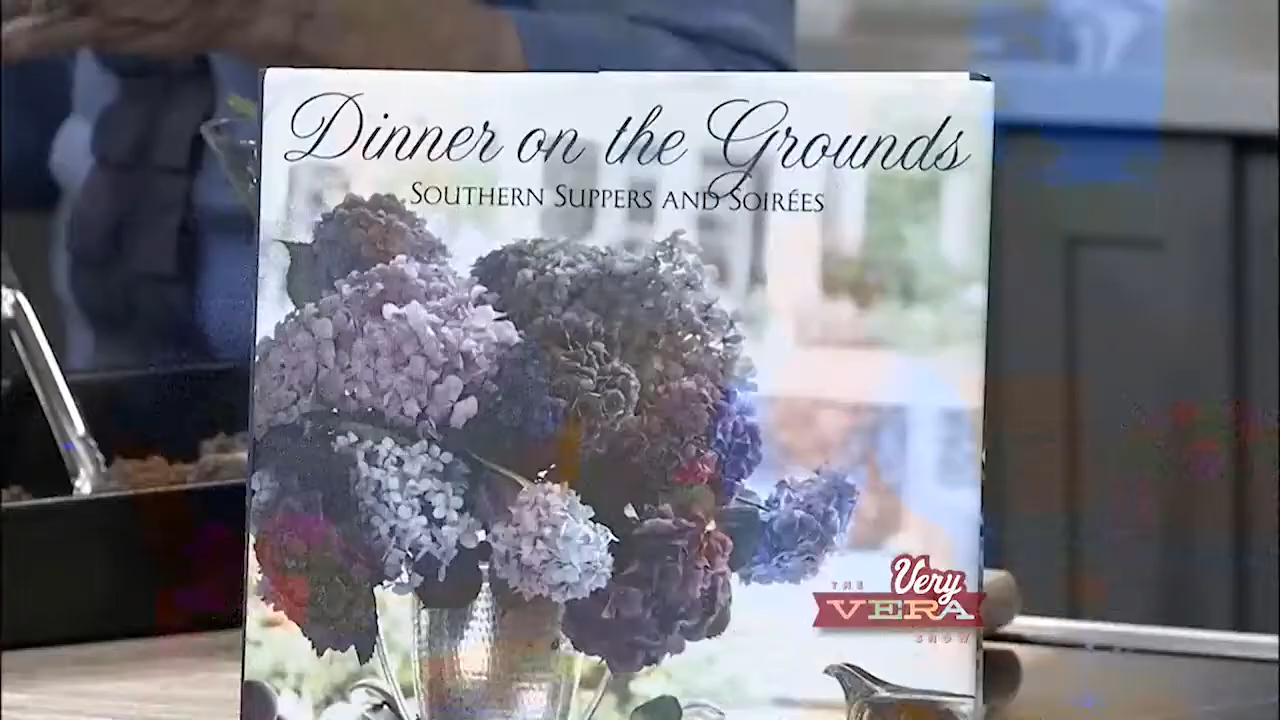 Dinner on the Grounds
SOUTHERN SUPPERS AND SOIRÉES
THE
Very
VERA
SHOW